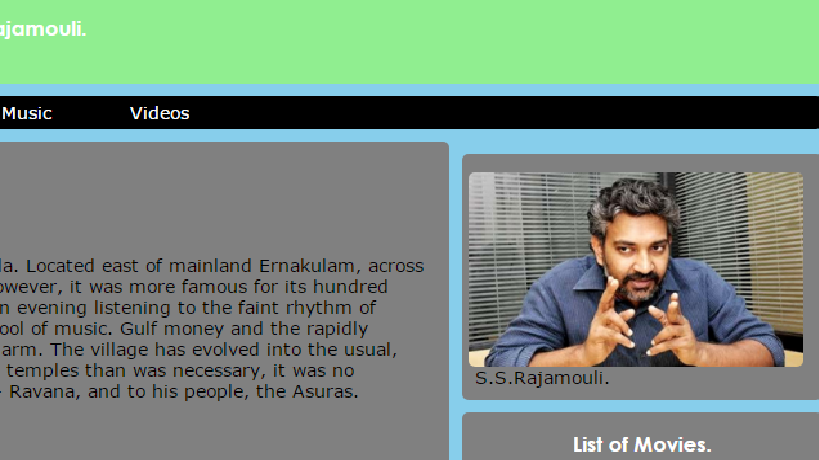 ajamouli.
Music Videos
la. Located east of mainland Ernakulam, across
owever, it was more famous for its hundred
n evening listening to the faint rhythm of
ool of music. Gulf money and the rapidly
arm. The village has evolved into the usual,
temples than was necessary, it was no
Ravana, and to his people, the Asuras.
S.S.Rajamouli.
List of Movies.